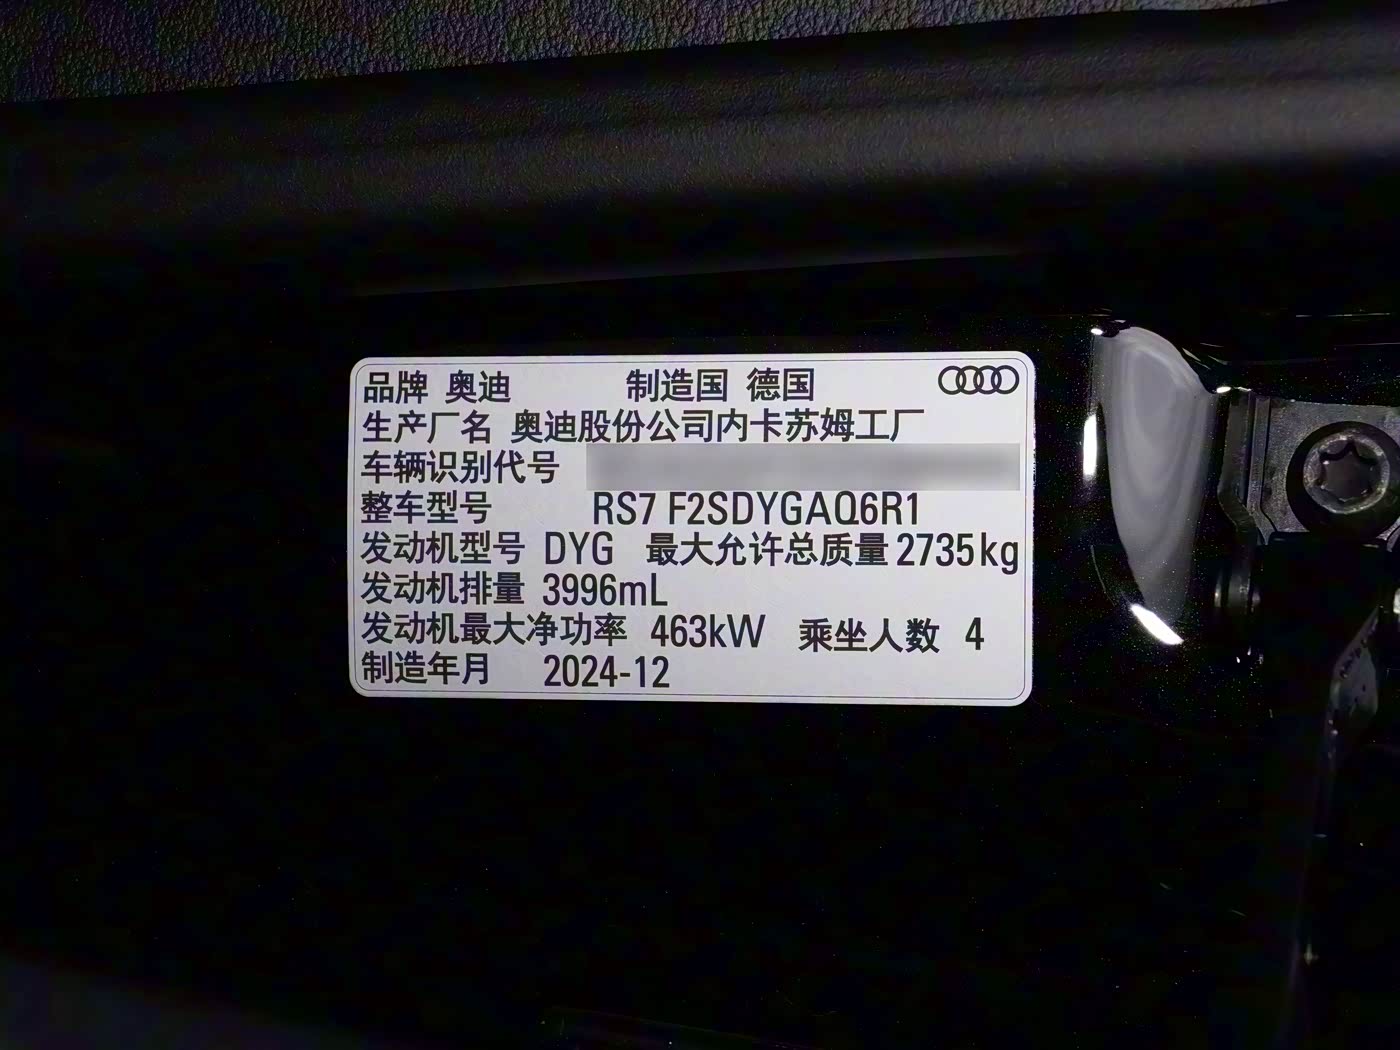 品牌 奥迪 制造国 德国
生产厂名 奥迪股份公司内卡苏姆工厂
车辆识别代号
整车型号 RS7 F2SDYGAQ6R1
发动机型号 DYG 最大允许总质量 2735kg
发动机排量 3996mL
发动机最大净功率 463kW 乘坐人数 4
制造年月 2024-12